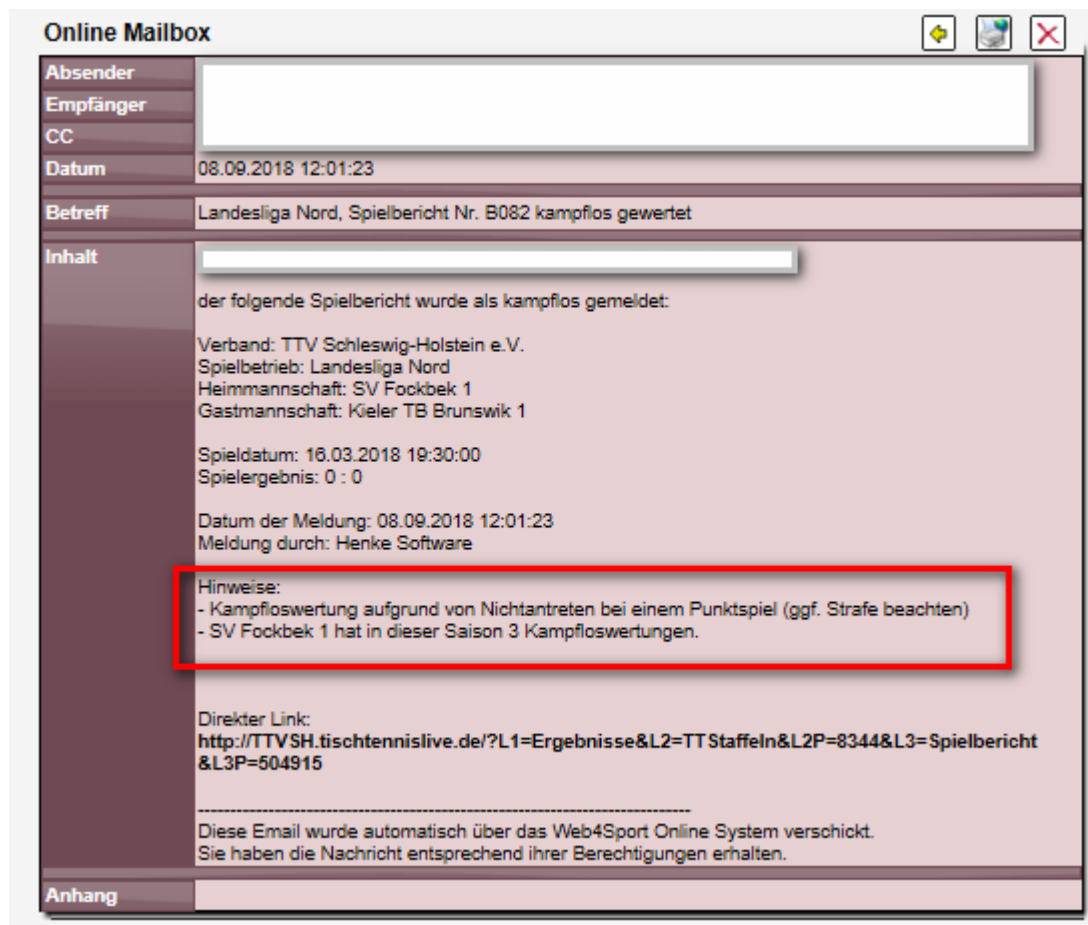 Online Mailbox
Absender
Empfänger
CC
Datum 08.09.2018 12:01:23
Betreff Landesliga Nord, Spielbericht Nr. B082 kampflos gewertet
Inhalt
der folgende Spielbericht wurde als kampflos gemeldet:
Verband: TTV Schleswig-Holstein e.V.
Spielbetrieb: Landesliga Nord
Heimmannschaft: SV Fockbek 1
Gastmannschaft: Kieler TB Brunswik 1
Spieldatum: 16.03.2018 19:30:00
Spielergebnis: 0 : 0
Datum der Meldung: 08.09.2018 12:01:23
Meldung durch: Henke Software
Hinweise:
- Kampfloswertung aufgrund von Nichtantreten bei einem Punktspiel (ggf. Strafe beachten)
- SV Fockbek 1 hat in dieser Saison 3 Kampfloswertungen.
Direkter Link:
http://TTVSH.tischtennislive.de/?L1=Ergebnisse&L2=TTStaffeln&L2P=8344&L3=Spielbericht
&L3P=504915
----------------------------------------------------------------------------
Diese Email wurde automatisch über das Web4Sport Online System verschickt.
Sie haben die Nachricht entsprechend ihrer Berechtigungen erhalten.
Anhang